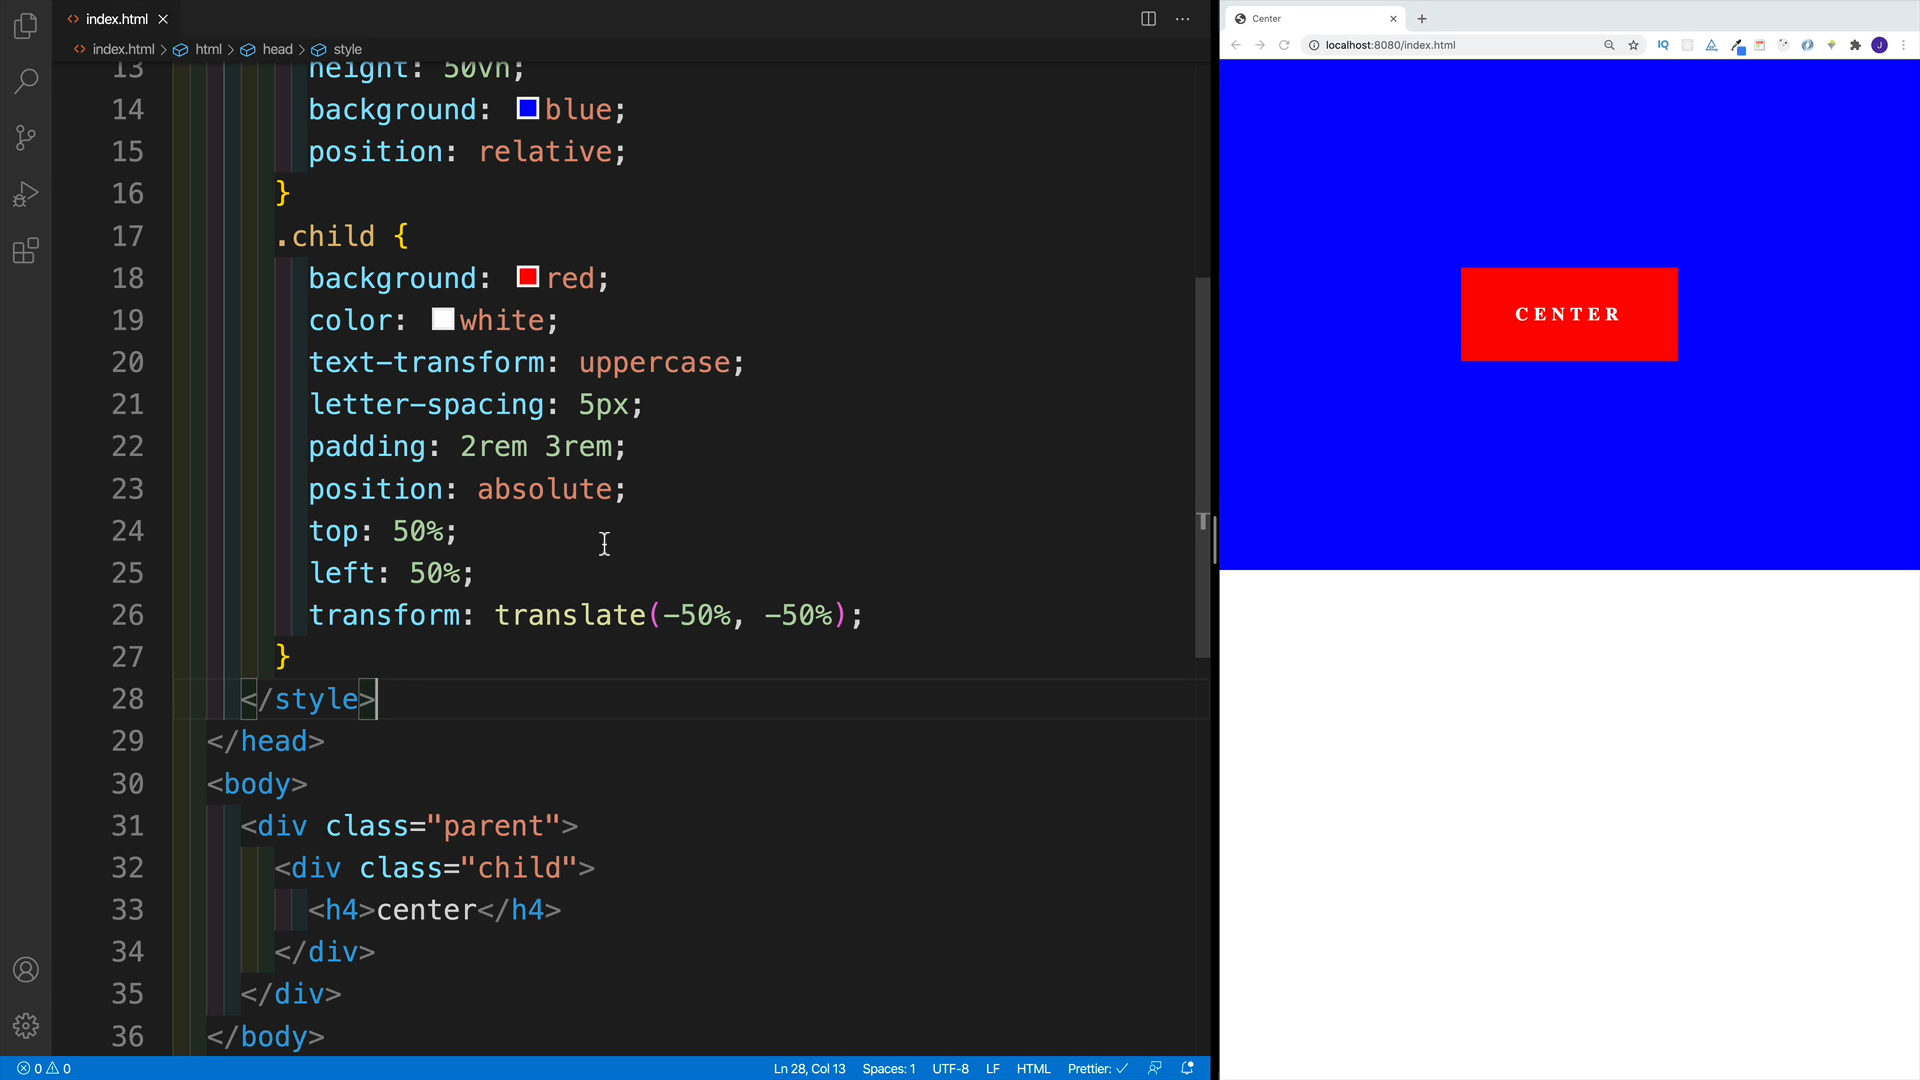 index.html
index.html > html > head > style
13 height: 50vh;
14 background: blue;
15 position: relative;
16 }
17 .child {
18 background: red;
19 color: white;
20 text-transform: uppercase;
21 letter-spacing: 5px;
22 padding: 2rem 3rem;
23 position: absolute;
24 top: 50%;
25 left: 50%;
26 transform: translate(-50%, -50%);
27 }
28 </style>
29 </head>
30 <body>
31 <div class="parent">
32 <div class="child">
33 <h4>center</h4>
34 </div>
35 </div>
36 </body>
0 0
Ln 28, Col 13 Spaces: 1 UTF-8 LF HTML Prettier: ✓
Center
localhost:8080/index.html
IQ
J
CENTER